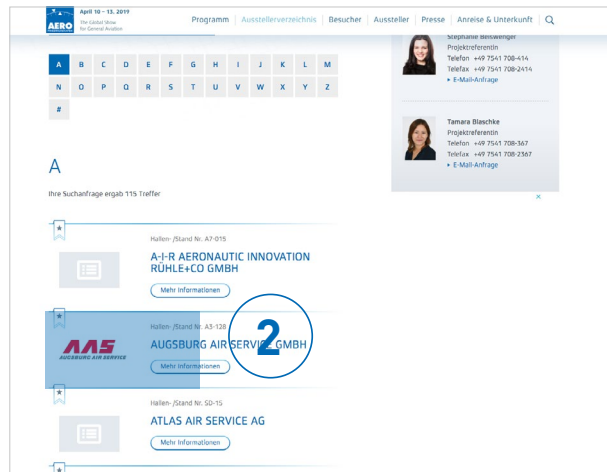 April 10 - 13, 2019
The Global Show
for General Aviation
AERO
Programm Ausstellerverzeichnis Besucher Aussteller Presse Anreise & Unterkunft
Stephanie Beiswenger
Projektreferentin
Telefon +49 7541 708-414
Telefax +49 7541 708-2414
E-Mail-Anfrage
A B C D E F G H I J K L M
N O P Q R S T U V W X Y Z
#
Tamara Blaschke
Projektreferentin
Telefon +49 7541 708-367
Telefax +49 7541 708-2367
E-Mail-Anfrage
A
Ihre Suchanfrage ergab 115 Treffer
Hallen- /Stand Nr. A7-015
A-I-R AERONAUTIC INNOVATION
RÜHLE+CO GMBH
Mehr Informationen
Hallen- /Stand Nr. A3-128
AAS
AUGSBURG AIR SERVICE
AUGSBURG AIR SERVICE GMBH
2
Mehr Informationen
Hallen- /Stand Nr. SD-15
ATLAS AIR SERVICE AG
Mehr Informationen